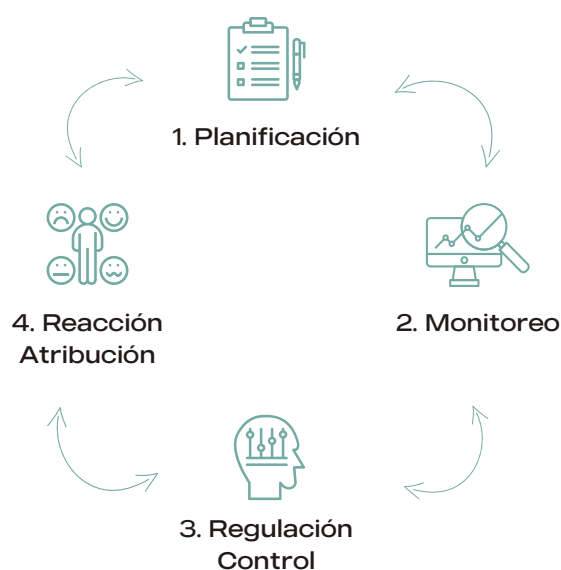 1. Planificación
2. Monitoreo
3. Regulación
Control
4. Reacción
Atribución